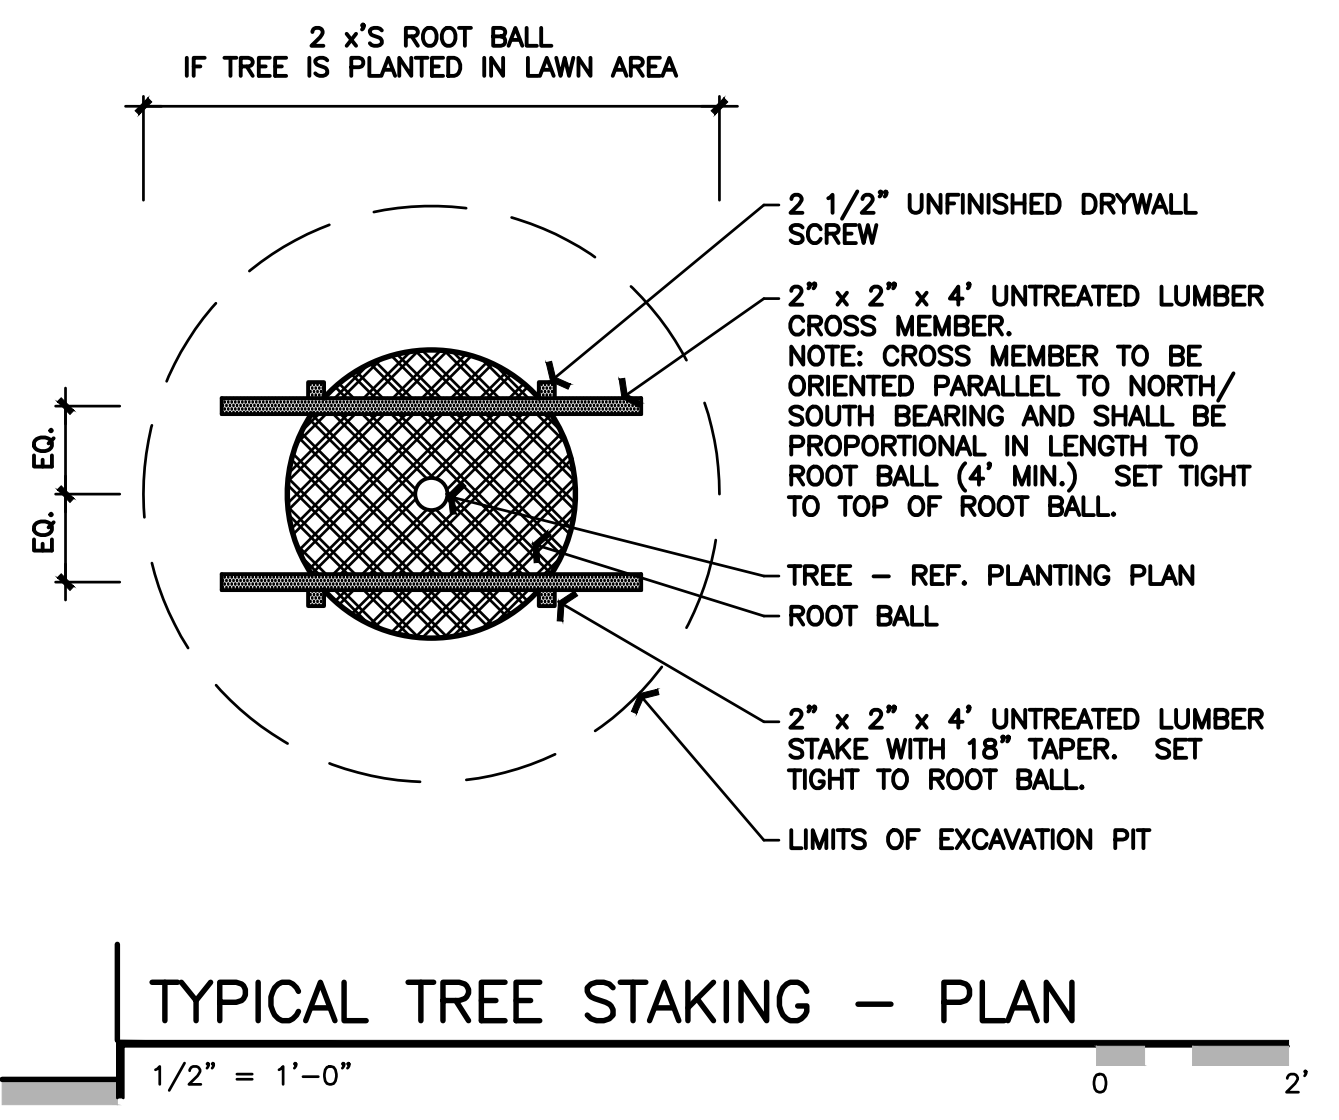 2 x'S ROOT BALL
IF TREE IS PLANTED IN LAWN AREA
2 1/2" UNFINISHED DRYWALL
SCREW
2" x 2" x 4' UNTREATED LUMBER
CROSS MEMBER.
NOTE: CROSS MEMBER TO BE
ORIENTED PARALLEL TO NORTH/
SOUTH BEARING AND SHALL BE
PROPORTIONAL IN LENGTH TO
ROOT BALL (4' MIN.) SET TIGHT
TO TOP OF ROOT BALL.
EQ.
EQ.
TREE - REF. PLANTING PLAN
ROOT BALL
2" x 2" x 4' UNTREATED LUMBER
STAKE WITH 18" TAPER. SET
TIGHT TO ROOT BALL.
LIMITS OF EXCAVATION PIT
TYPICAL TREE STAKING - PLAN
1/2" = 1'-0"
0 2'